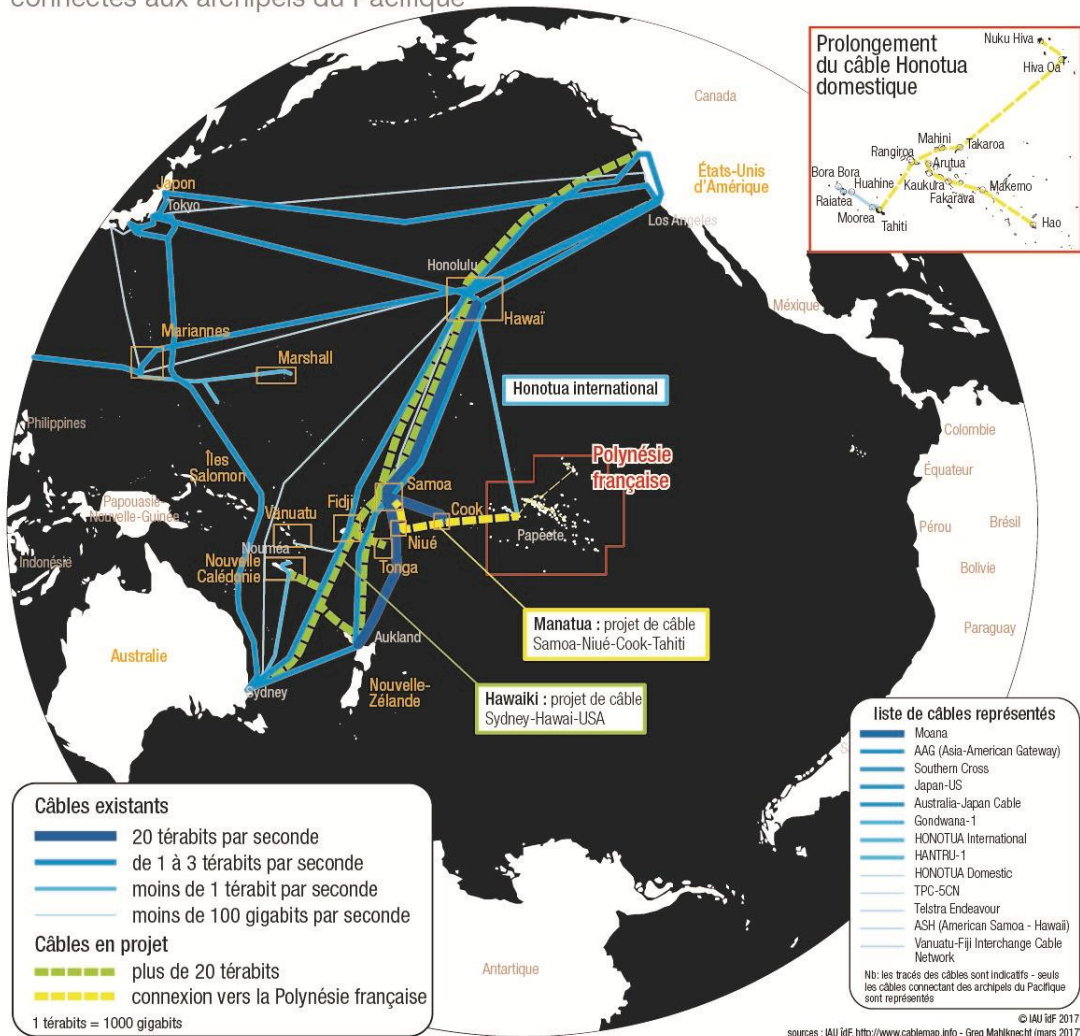 connectés aux archipels du Pacifique
Prolongement
du câble Honotua
domestique
Nuku Hiva
Hiva Oa
Mahini
Takaroa
Rangiroa
Arutua
Bora Bora
Huahine
Kaukura
Makemo
Raiatea
Fakarava
Moorea
Tahiti
Hao
Canada
États-Unis
d'Amérique
Los Angeles
Japon
Tokyo
Honolulu
Hawaï
Méxique
Mariannes
Marshall
Honotua international
Philippines
Colombie
Îles
Salomon
Polynésie
française
Équateur
Samoa
Papouasie-
Nouvelle-Guinée
Fidji
Cook
Vanuatu
Pérou
Brésil
Nouméa
Niué
Papeete
Indonésie
Nouvelle
Calédonie
Tonga
Bolivie
Manatua : projet de câble
Samoa-Niué-Cook-Tahiti
Paraguay
Aukland
Australie
Sydney
Nouvelle-
Zélande
Hawaiki : projet de câble
Sydney-Hawai-USA
Câbles existants
20 térabits par seconde
de 1 à 3 térabits par seconde
moins de 1 térabit par seconde
moins de 100 gigabits par seconde
Câbles en projet
plus de 20 térabits
connexion vers la Polynésie française
1 térabits = 1000 gigabits
Antartique
liste de câbles représentés
Moana
AAG (Asia-American Gateway)
Southern Cross
Japan-US
Australia-Japan Cable
Gondwana-1
HONOTUA International
HANTRU-1
HONOTUA Domestic
TPC-5CN
Telstra Endeavour
ASH (American Samoa - Hawaii)
Vanuatu-Fiji Interchange Cable
Network
Nb: les tracés des câbles sont indicatifs - seuls
les câbles connectant des archipels du Pacifique
sont représentés
© IAU îdF 2017
sources : IAU îdF, http://www.cablemap.info - Greg Mahlknecht (mars 2017